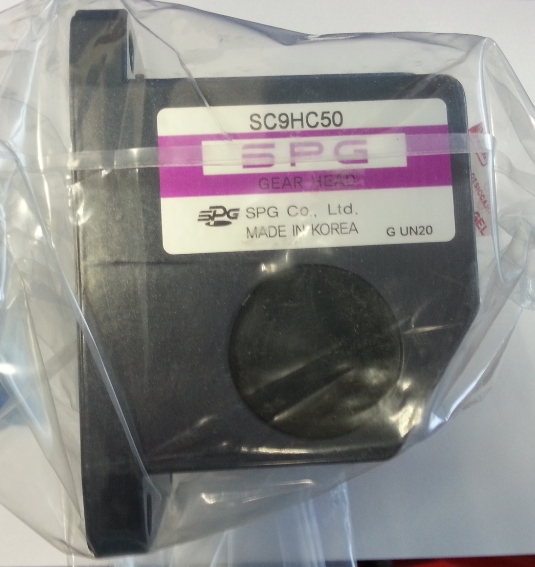 SC9HC50
SPG
GEAR HEAD
SPG SPG Co., Ltd.
MADE IN KOREA G UN20